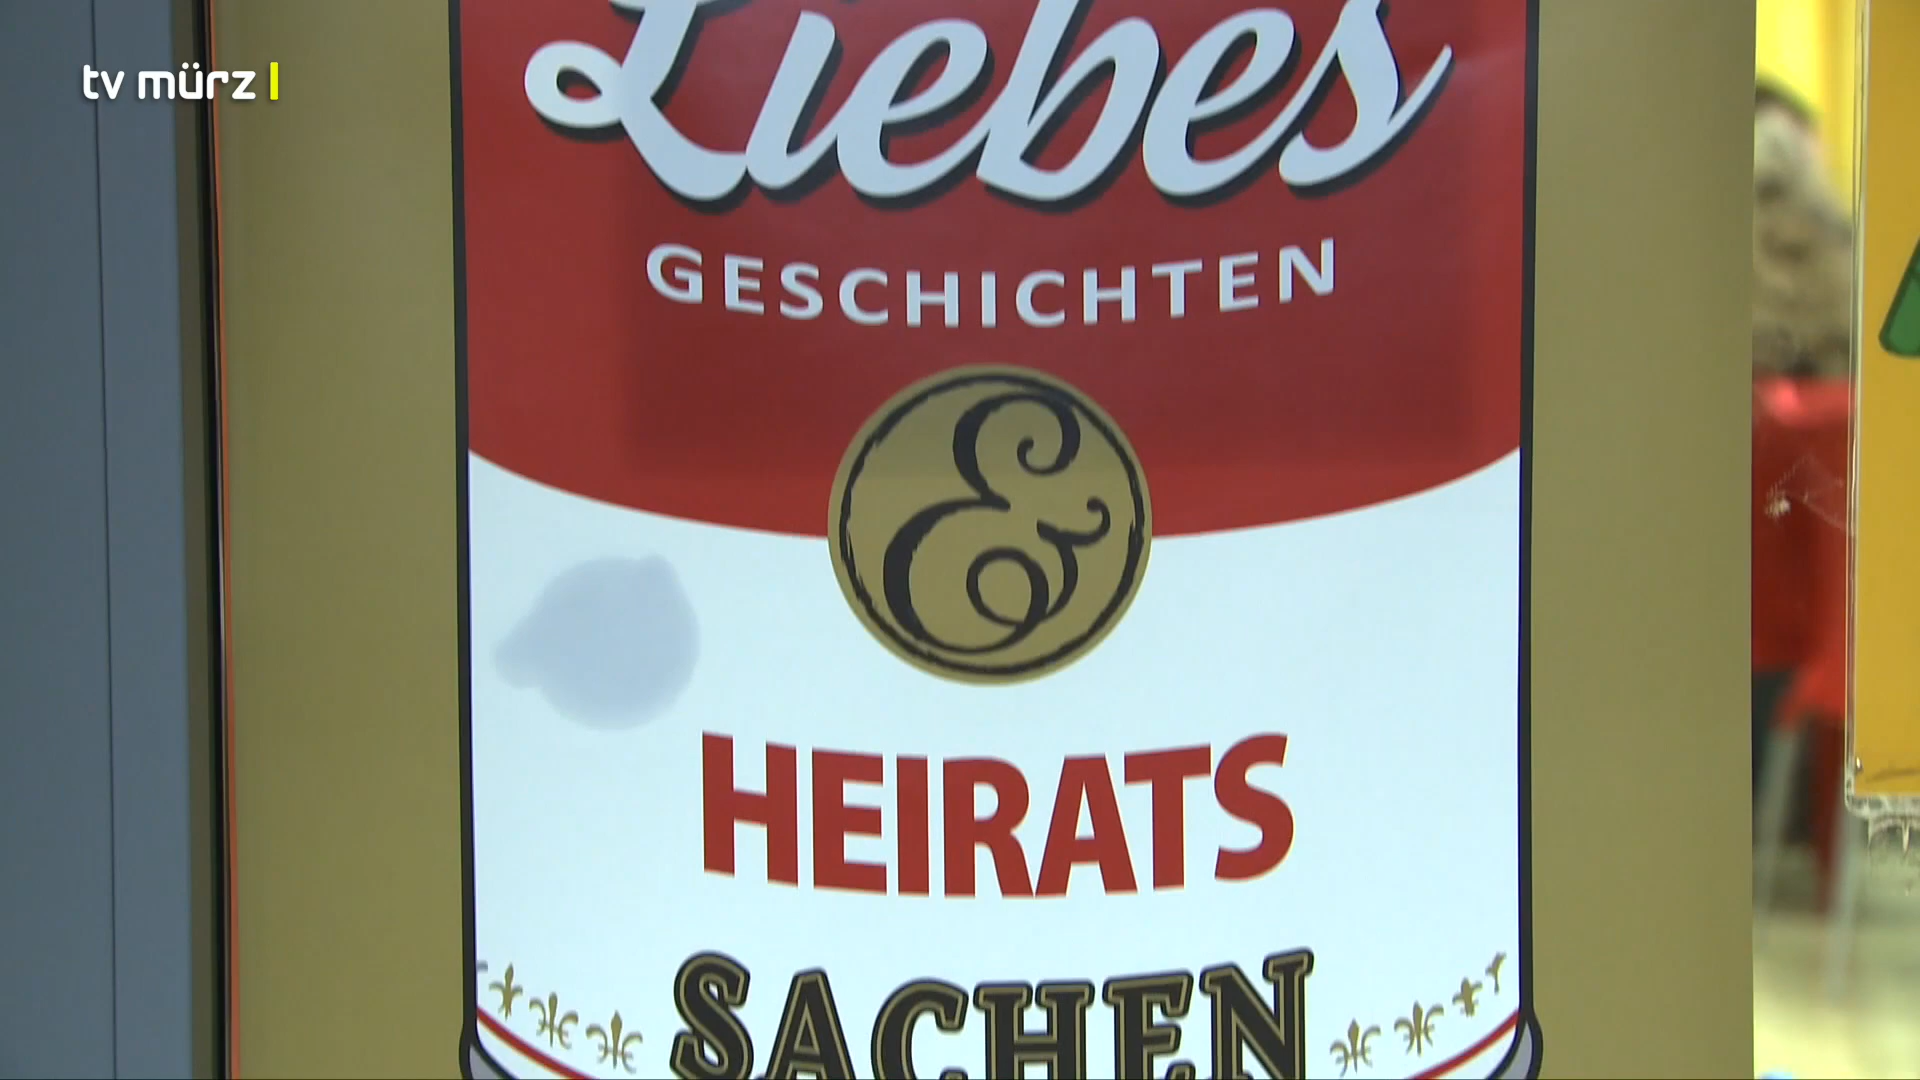 tv mürz
Liebes
GESCHICHTEN
&
HEIRATS
SACHEN